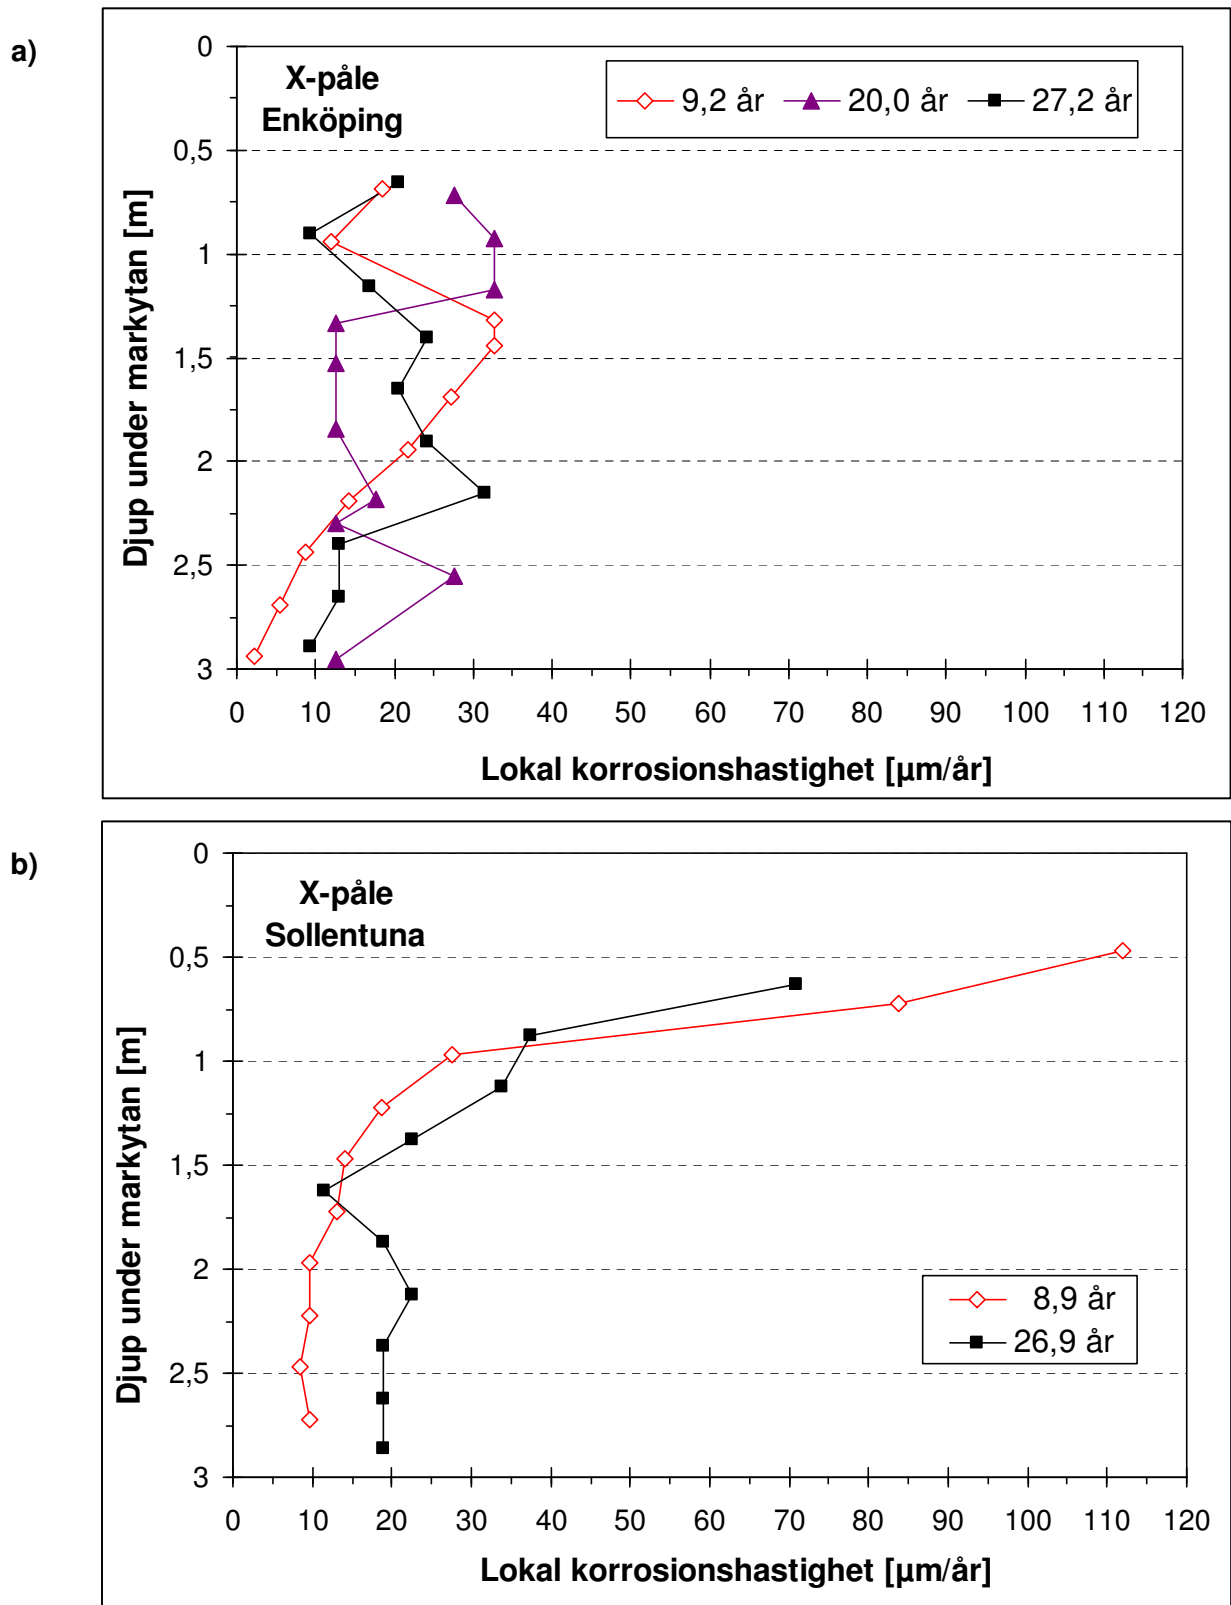 a)
X-påle
Enköping
9,2 år 20,0 år 27,2 år
0
0,5
1
1,5
2
2,5
3
Djup under markytan [m]
0 10 20 30 40 50 60 70 80 90 100 110 120
Lokal korrosionshastighet [µm/år]
b)
X-påle
Sollentuna
0
0,5
1
1,5
2
2,5
3
Djup under markytan [m]
8,9 år
26,9 år
0 10 20 30 40 50 60 70 80 90 100 110 120
Lokal korrosionshastighet [µm/år]